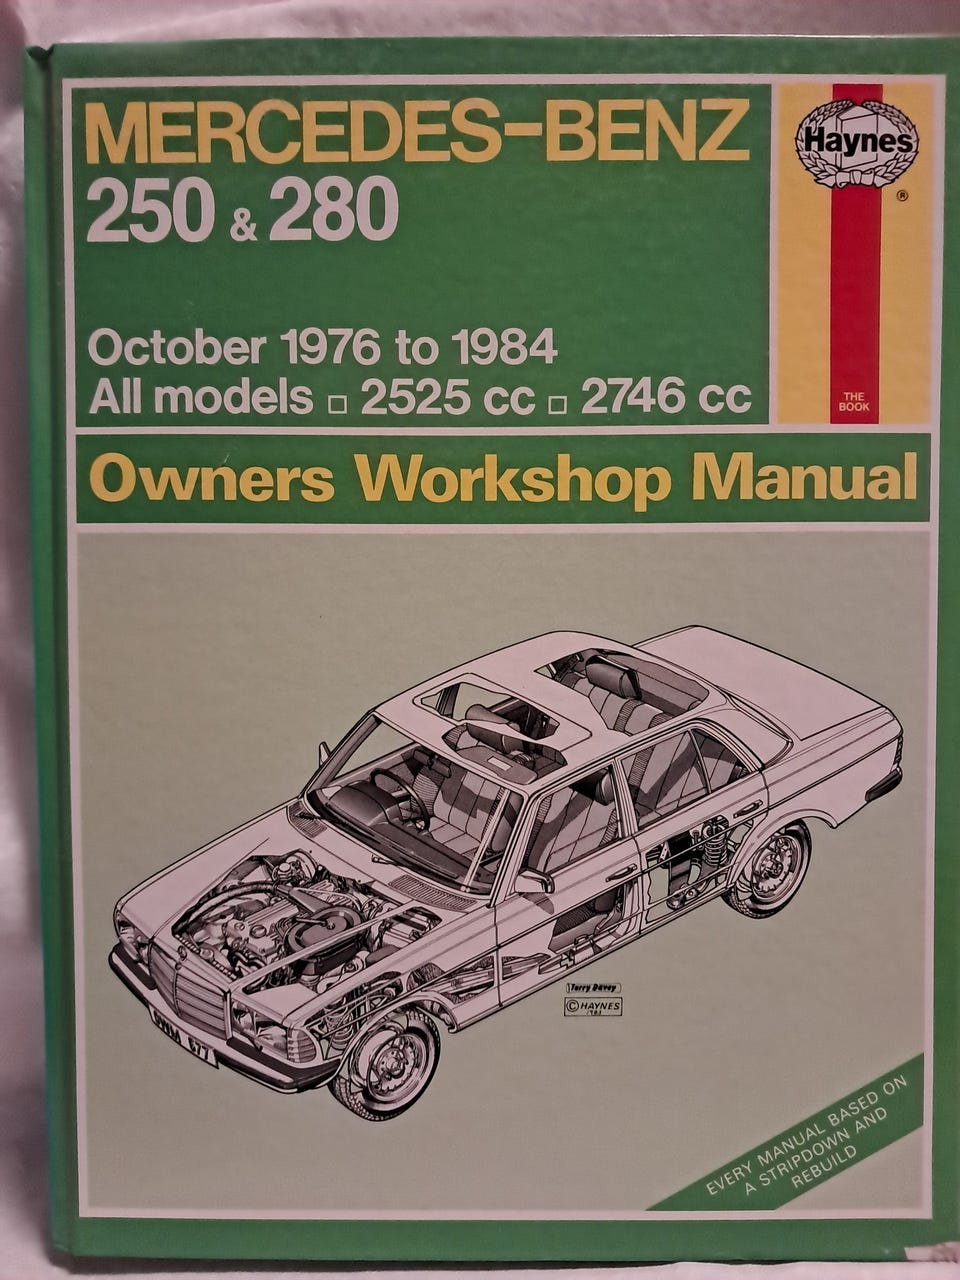 MERCEDES-BENZ
250 & 280
Haynes
®
October 1976 to 1984
All models □ 2525 cc □ 2746 cc
THE
BOOK
Owners Workshop Manual
Terry Davey
© HAYNES
677
EVERY MANUAL BASED ON
A STRIPDOWN AND
REBUILD